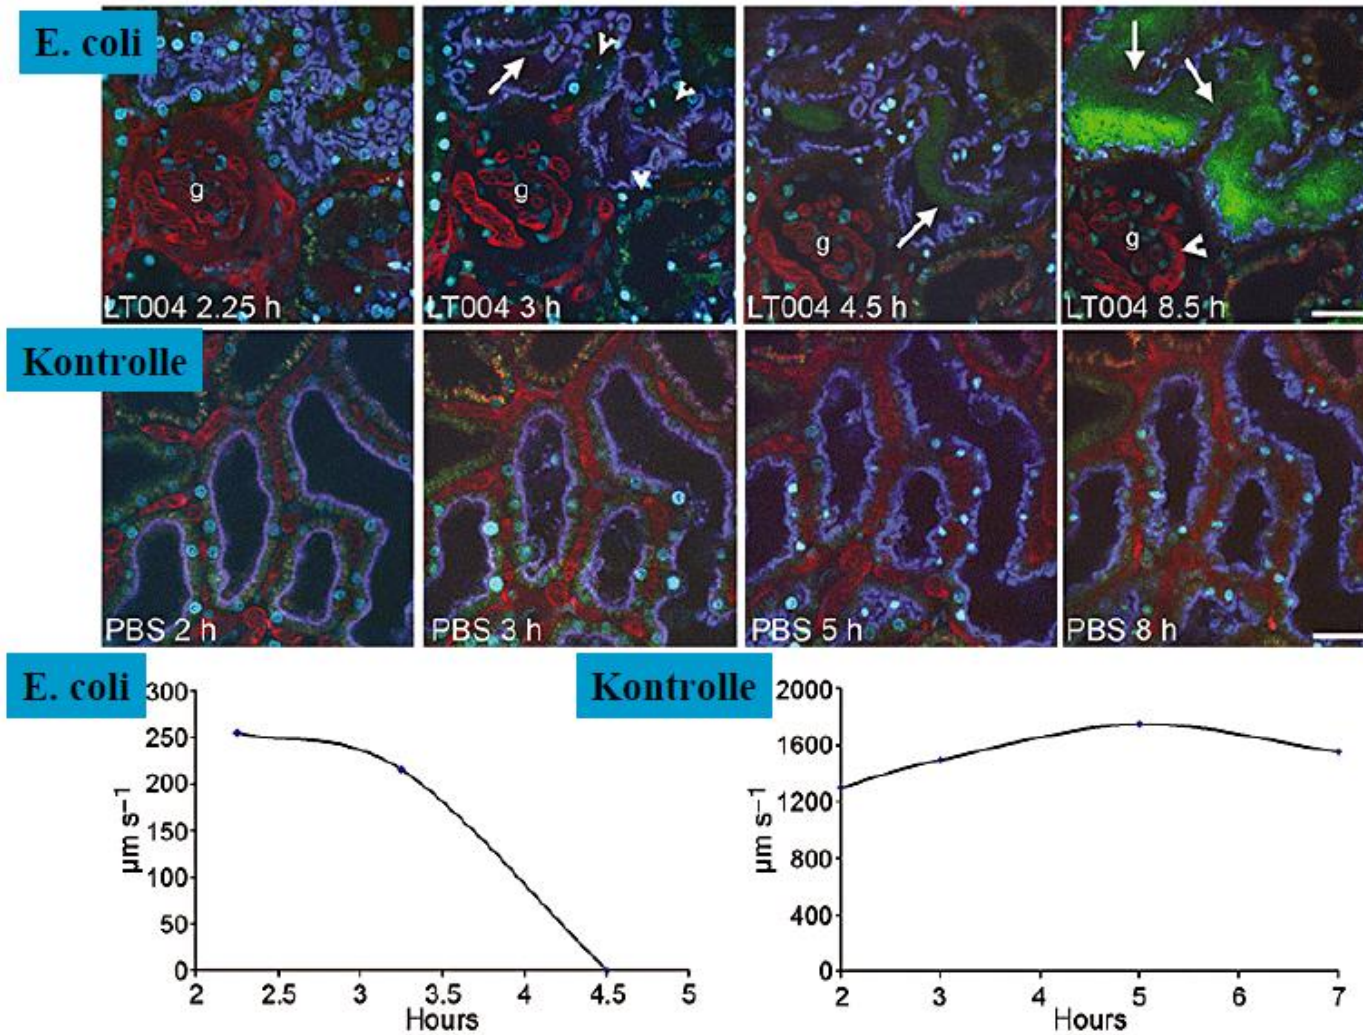 E. coli
g
LT004 2.25 h
g
LT004 3 h
g
LT004 4.5 h
g
LT004 8.5 h
Kontrolle
PBS 2 h
PBS 3 h
PBS 5 h
PBS 8 h
E. coli
300
250
200
150
100
50
0
µm s⁻¹
2 2.5 3 3.5 4 4.5 5
Hours
Kontrolle
2000
1600
1200
800
400
0
µm s⁻¹
2 3 4 5 6 7
Hours